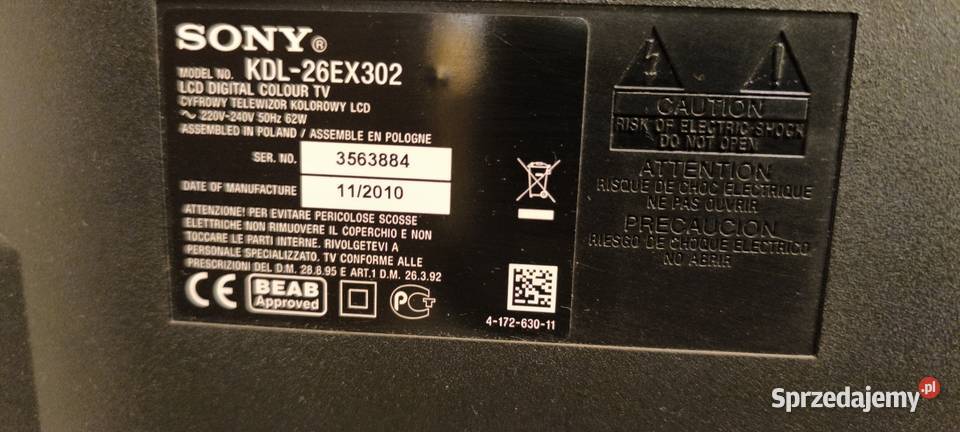 SONY®
MODEL NO. KDL-26EX302
LCD DIGITAL COLOUR TV
CYFROWY TELEWIZOR KOLOROWY LCD
~ 220V-240V 50Hz 62W
ASSEMBLED IN POLAND / ASSEMBLE EN POLOGNE
SER. NO. 3563884
DATE OF MANUFACTURE 11/2010
ATTENZIONE! PER EVITARE PERICOLOSE SCOSSE
ELETTRICHE NON RIMUOVERE IL COPERCHIO E NON
TOCCARE LE PARTI INTERNE. RIVOLGETEVI A
PERSONALE SPECIALIZZATO. TV CONFORME ALLE
PRESCRIZIONI DEL D.M. 28.8.95 E ART.1 D.M. 26.3.92
CE BEAB Approved
4-172-630-11
CAUTION
RISK OF ELECTRIC SHOCK
DO NOT OPEN
ATTENTION
RISQUE DE CHOC ELECTRIQUE
NE PAS OUVRIR
PRECAUCION
RIESGO DE CHOQUE ELECTRICO
NO ABRIR
Sprzedajemy.pl